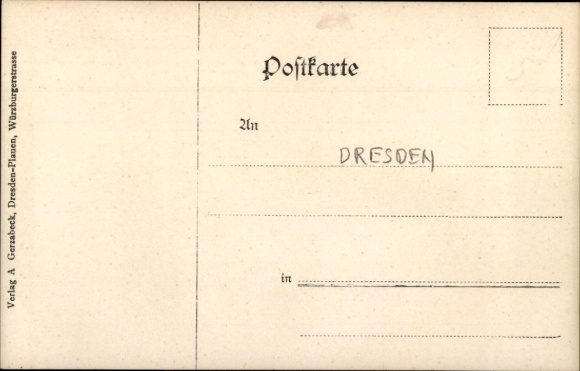 Verlag A Gerzabeck, Dresden-Plauen, Würzburgerstrasse
Postkarte
An
DRESDEN
in